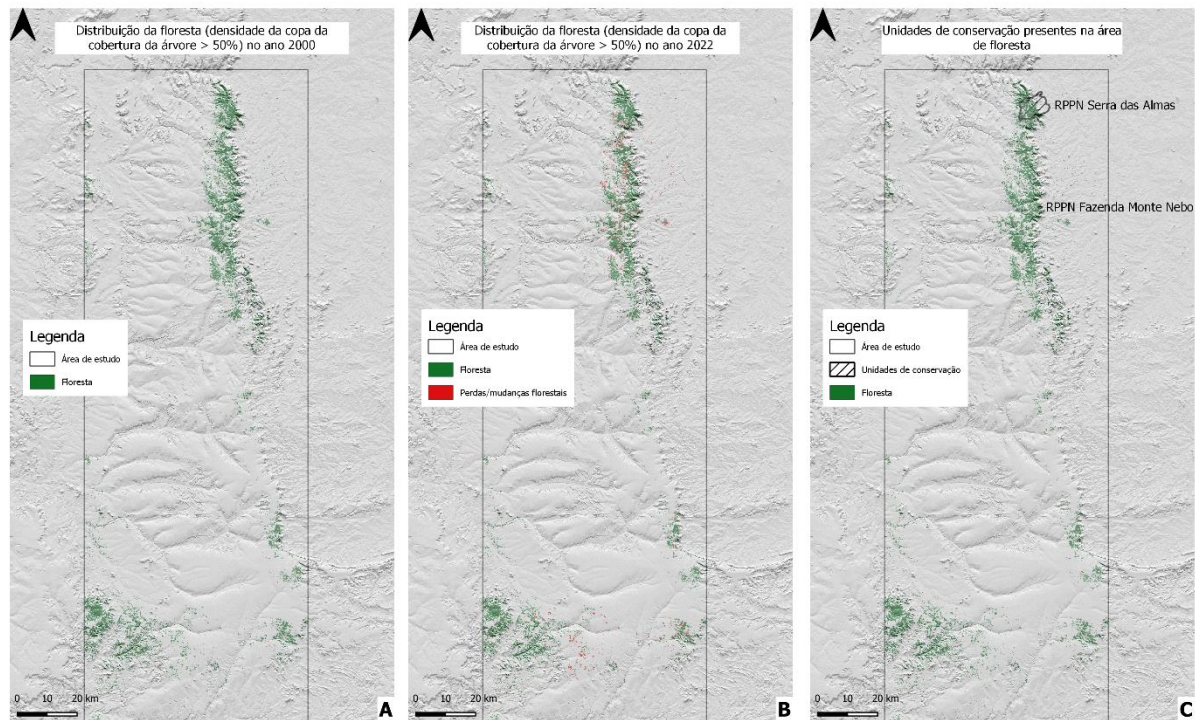 Distribuição da floresta (densidade da copa da
cobertura da árvore > 50%) no ano 2000
Legenda
Área de estudo
Floresta
0 10 20 km
A
Distribuição da floresta (densidade da copa da
cobertura da árvore > 50%) no ano 2022
Legenda
Área de estudo
Floresta
Perdas/mudanças florestais
0 10 20 km
B
Unidades de conservação presentes na área
de floresta
RPPN Serra das Almas
RPPN Fazenda Monte Nebo
Legenda
Área de estudo
Unidades de conservação
Floresta
0 10 20 km
C